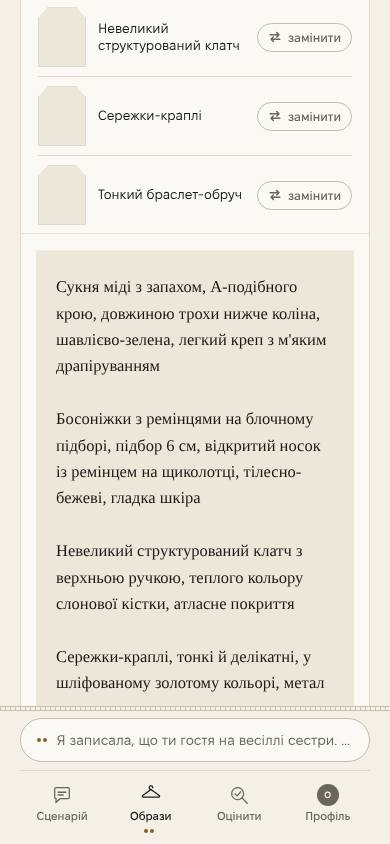 Невеликий
структурований клатч
замінити
Сережки-краплі
замінити
Тонкий браслет-обруч
замінити
Сукня міді з запахом, А-подібного
крою, довжиною трохи нижче коліна,
шавлієво-зелена, легкий креп з м'яким
драпіруванням
Босоніжки з ремінцями на блочному
підборі, підбор 6 см, відкритий носок
із ремінцем на щиколотці, тілесно-
бежеві, гладка шкіра
Невеликий структурований клатч з
верхньою ручкою, теплого кольору
слонової кістки, атласне покриття
Сережки-краплі, тонкі й делікатні, у
шліфованому золотому кольорі, метал
Я записала, що ти гостя на весіллі сестри. ...
Сценарій
Образи
Оцінити
О
Профіль